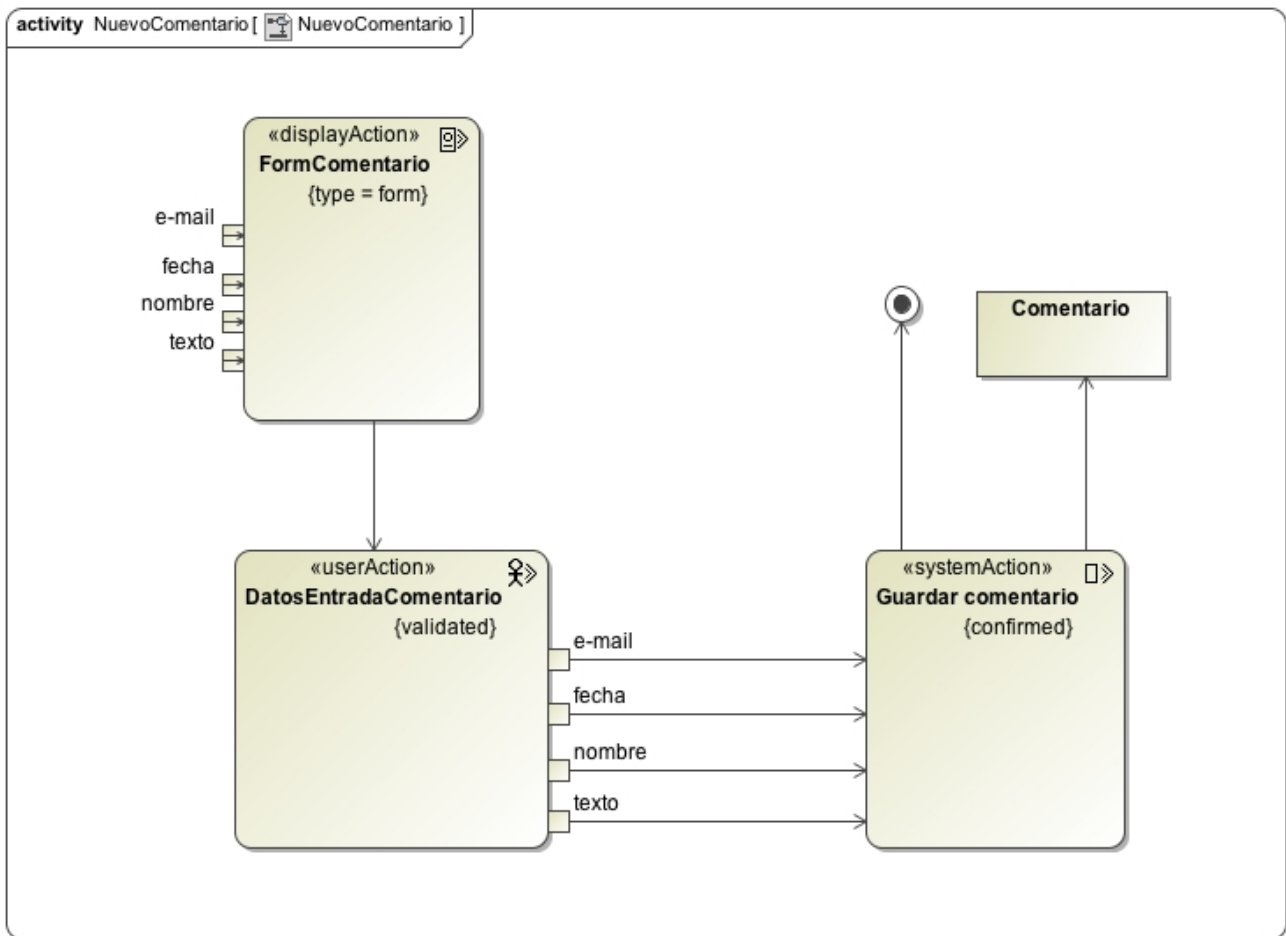 activity NuevoComentario [ NuevoComentario ]
«displayAction»
FormComentario
{type = form}
e-mail
fecha
nombre
texto
Comentario
«userAction»
DatosEntradaComentario
{validated}
e-mail
fecha
nombre
texto
«systemAction»
Guardar comentario
{confirmed}